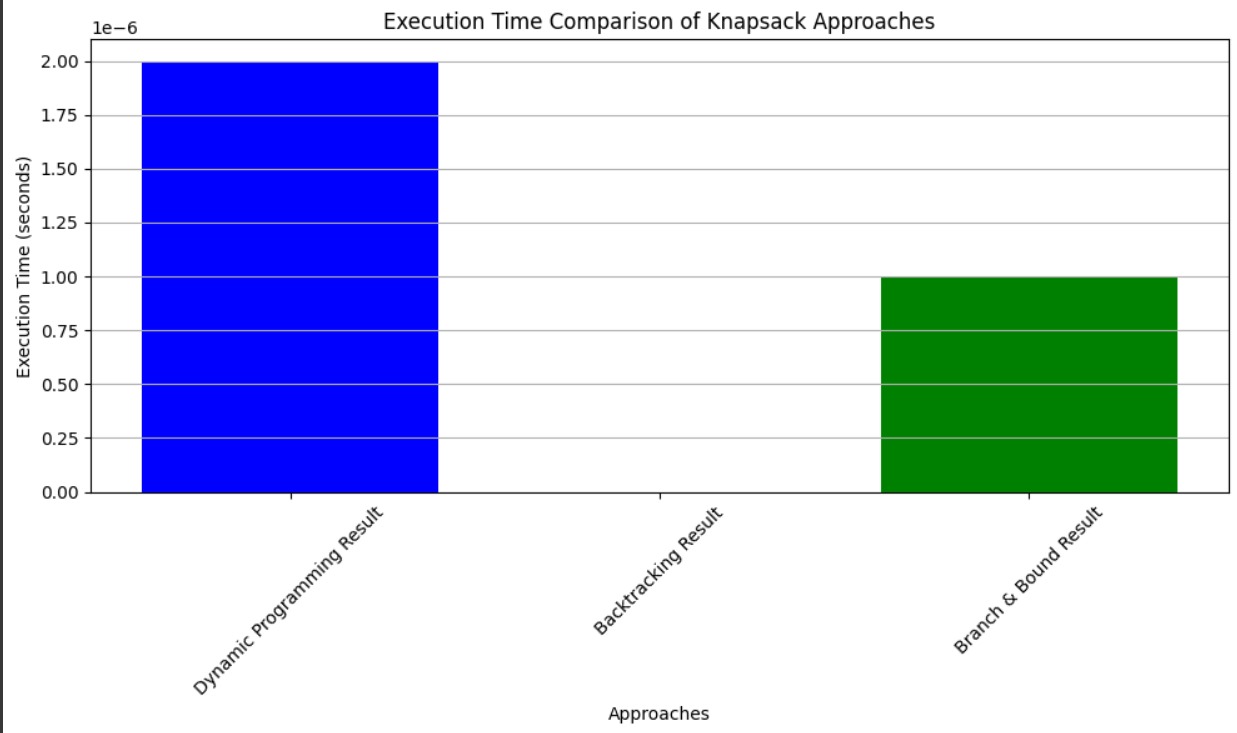 Execution Time Comparison of Knapsack Approaches
1e−6
2.00
1.75
1.50
1.25
1.00
0.75
0.50
0.25
0.00
Execution Time (seconds)
Dynamic Programming Result
Backtracking Result
Branch & Bound Result
Approaches